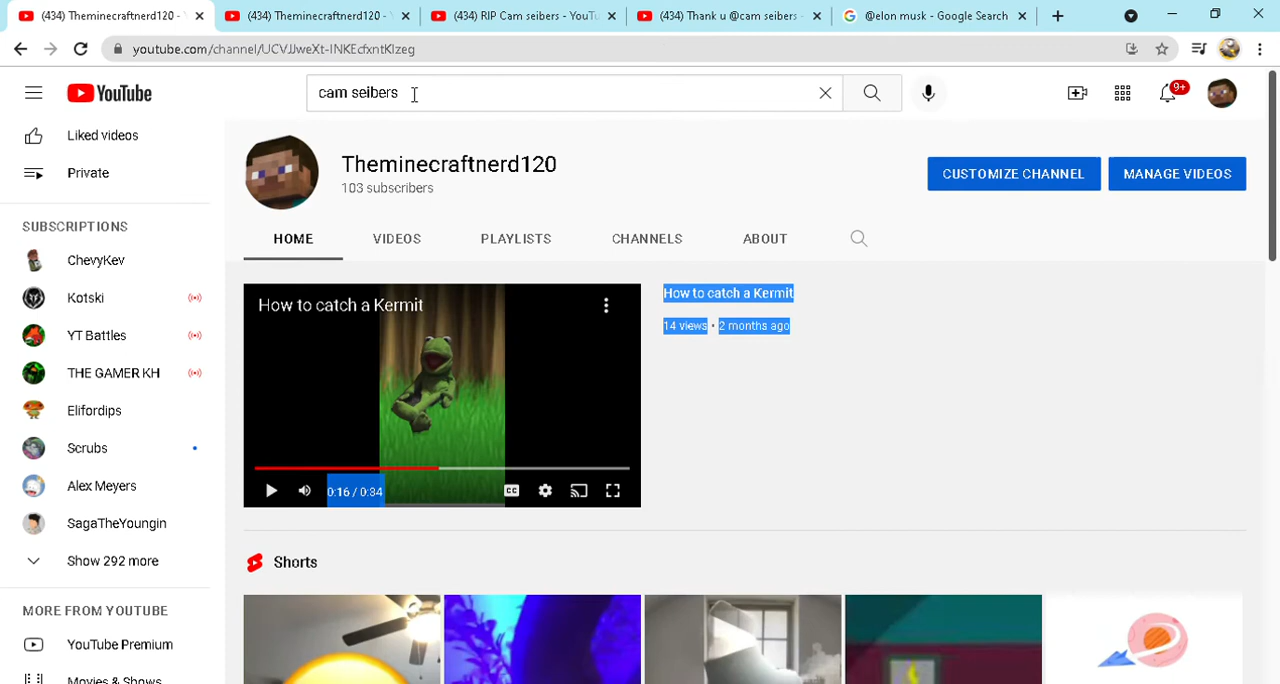 (434) Theminecraftnerd120 -
(434) Theminecraftnerd120 -
(434) RIP Cam seibers - YouTu
(434) Thank u @cam seibers -
@elon musk - Google Search
youtube.com/channel/UCVJJweXt-INKEcfxntKlzeg
YouTube
cam seibers
9+
Liked videos
Private
SUBSCRIPTIONS
ChevyKev
Kotski
YT Battles
THE GAMER KH
Elifordips
Scrubs
Alex Meyers
SagaTheYoungin
Show 292 more
MORE FROM YOUTUBE
YouTube Premium
Movies & Shows
Theminecraftnerd120
103 subscribers
CUSTOMIZE CHANNEL
MANAGE VIDEOS
HOME
VIDEOS
PLAYLISTS
CHANNELS
ABOUT
How to catch a Kermit
0:16 / 0:34
CC
How to catch a Kermit
14 views • 2 months ago
Shorts